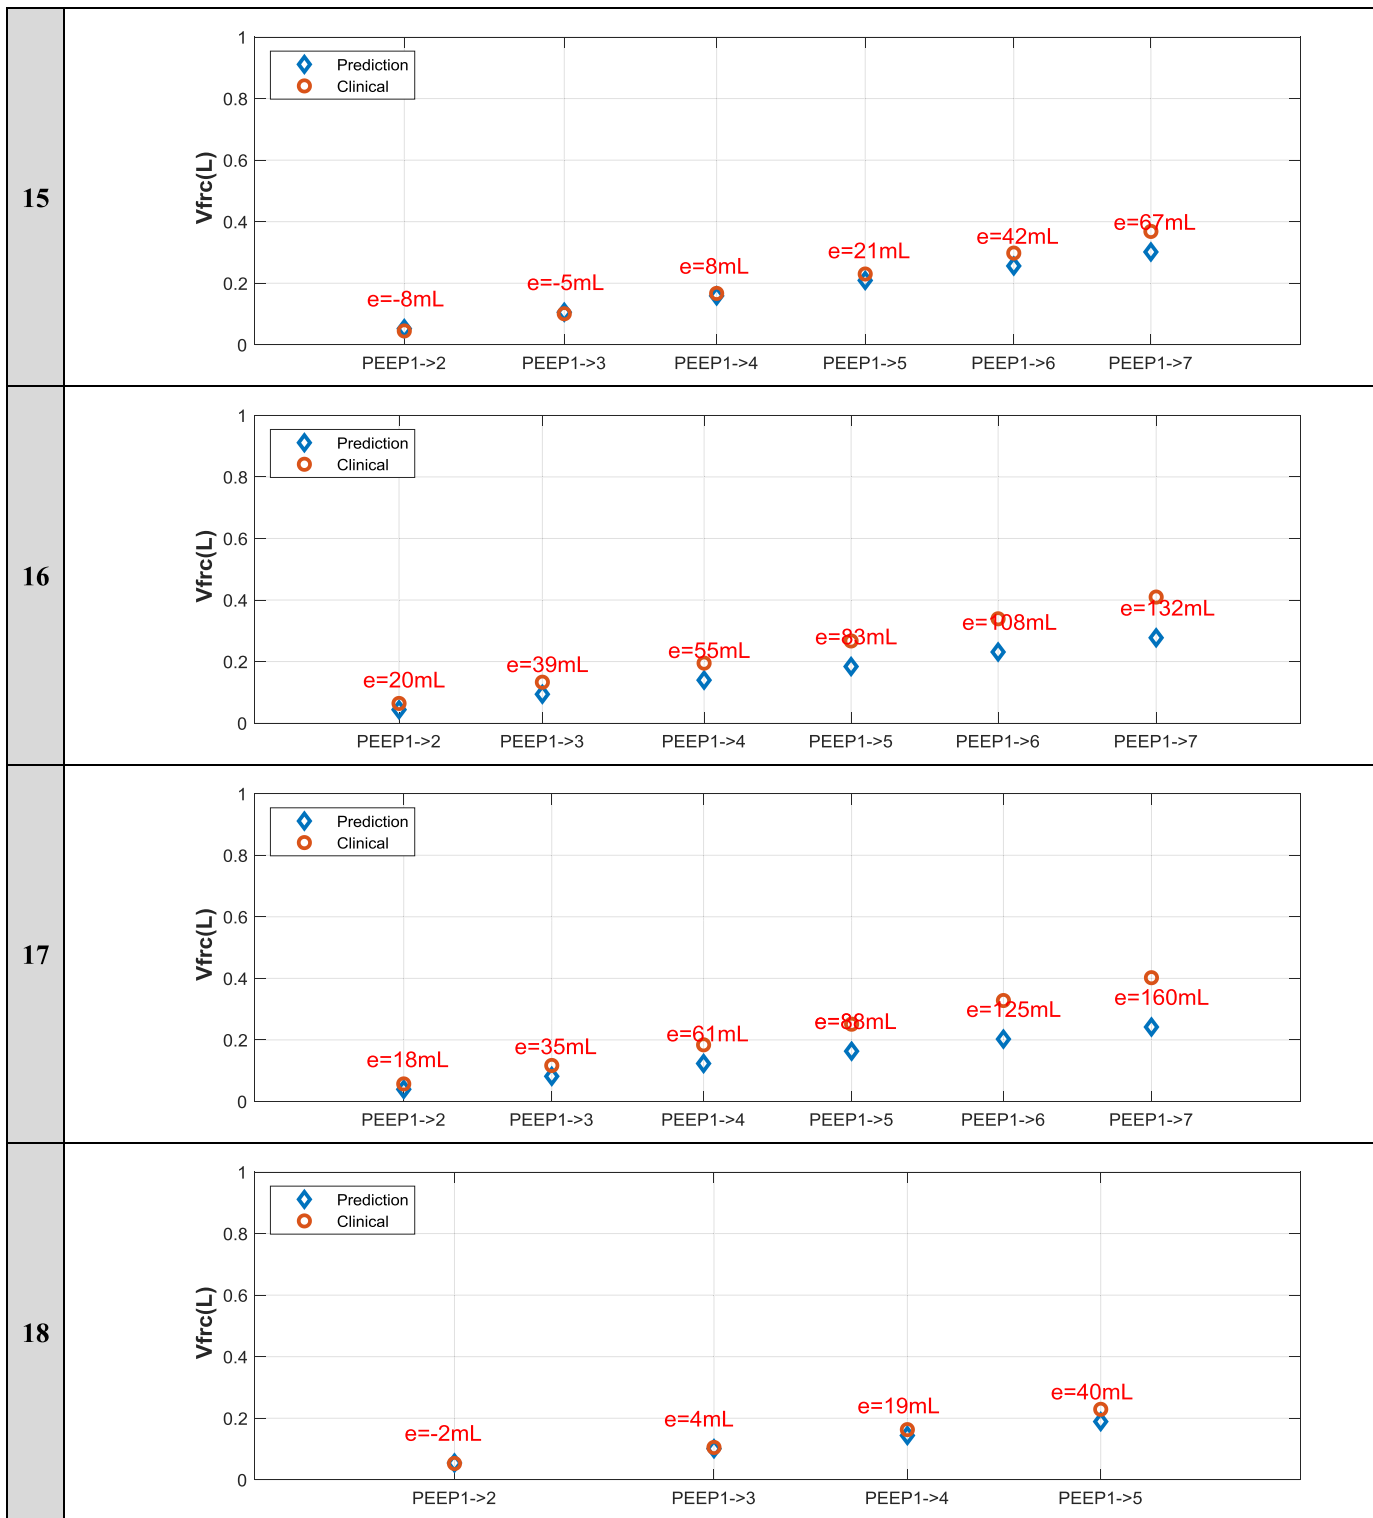 15
1
0.8
0.6
0.4
0.2
0
Vfrc(L)
Prediction
Clinical
e=-8mL
e=-5mL
e=8mL
e=21mL
e=42mL
e=67mL
PEEP1->2
PEEP1->3
PEEP1->4
PEEP1->5
PEEP1->6
PEEP1->7
16
1
0.8
0.6
0.4
0.2
0
Vfrc(L)
Prediction
Clinical
e=20mL
e=39mL
e=55mL
e=83mL
e=108mL
e=132mL
PEEP1->2
PEEP1->3
PEEP1->4
PEEP1->5
PEEP1->6
PEEP1->7
17
1
0.8
0.6
0.4
0.2
0
Vfrc(L)
Prediction
Clinical
e=18mL
e=35mL
e=61mL
e=88mL
e=125mL
e=160mL
PEEP1->2
PEEP1->3
PEEP1->4
PEEP1->5
PEEP1->6
PEEP1->7
18
1
0.8
0.6
0.4
0.2
0
Vfrc(L)
Prediction
Clinical
e=-2mL
e=4mL
e=19mL
e=40mL
PEEP1->2
PEEP1->3
PEEP1->4
PEEP1->5